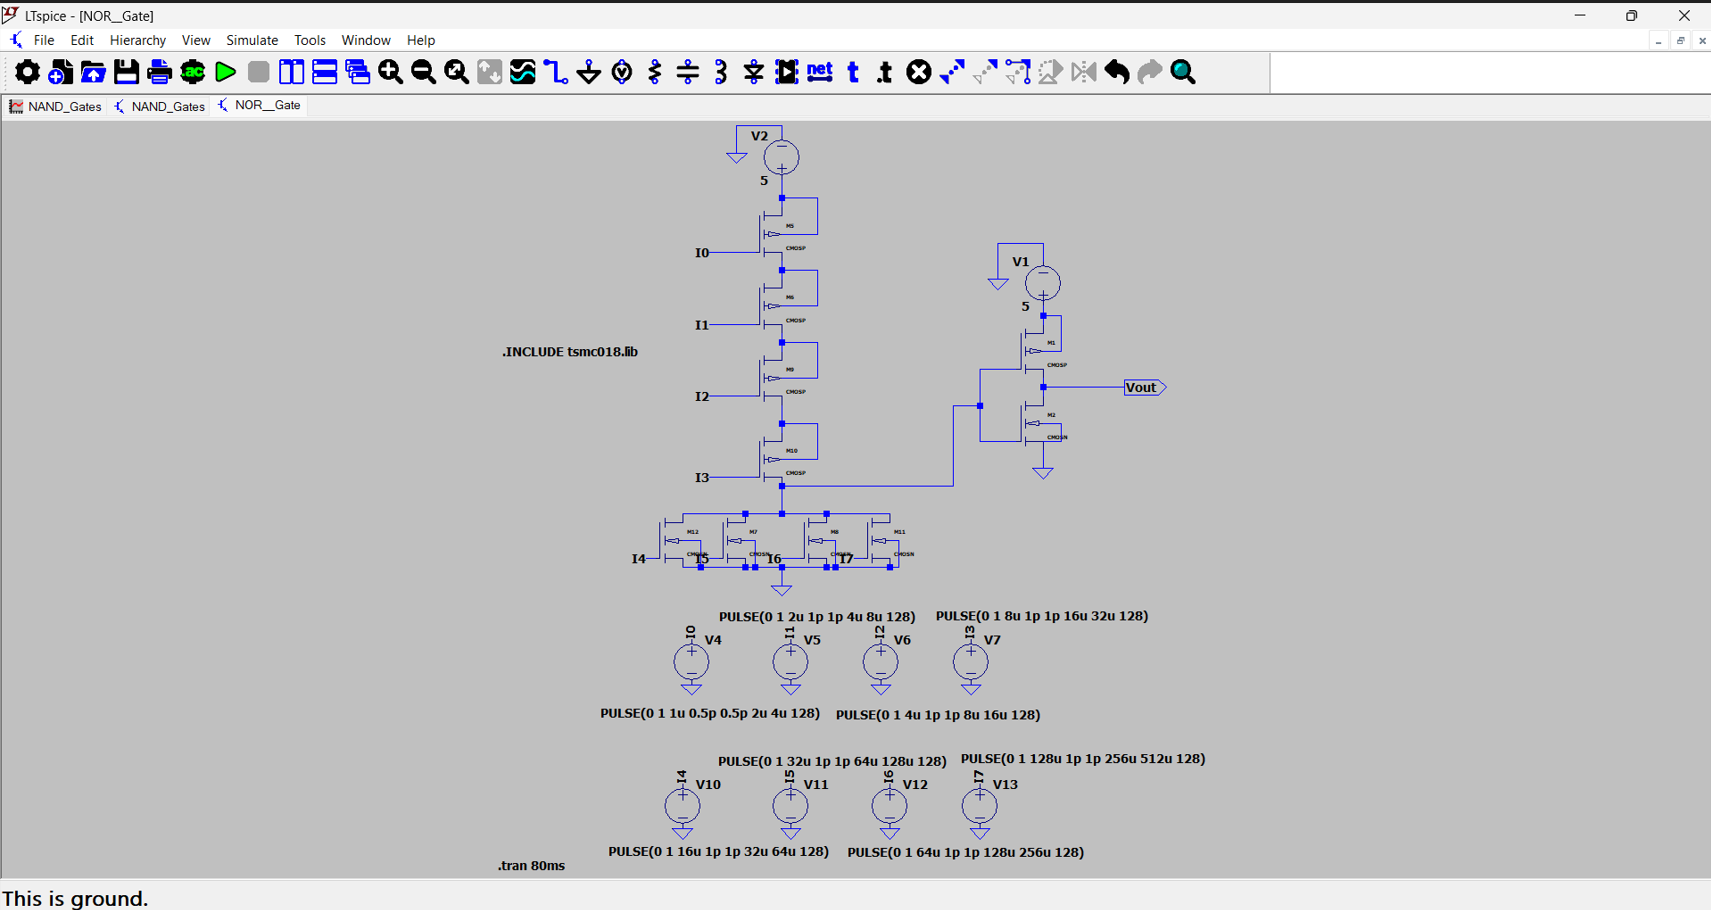 LTspice - [NOR__Gate]
File Edit Hierarchy View Simulate Tools Window Help
.ac net t .t
NAND_Gates NAND_Gates NOR__Gate
V2
5
M5
I0 CMOSP
V1
5
M6
I1 CMOSP
M1
.INCLUDE tsmc018.lib
CMOSP
M9
Vout
I2 CMOSP
M2
CMOSN
M10
I3 CMOSP
M12 M7 M8 M11
I4 CMOSN I5 CMOSN I6 CMOSN I7 CMOSN
PULSE(0 1 2u 1p 1p 4u 8u 128) PULSE(0 1 8u 1p 1p 16u 32u 128)
I0 V4 I1 V5 I2 V6 I3 V7
PULSE(0 1 1u 0.5p 0.5p 2u 4u 128) PULSE(0 1 4u 1p 1p 8u 16u 128)
PULSE(0 1 32u 1p 1p 64u 128u 128) PULSE(0 1 128u 1p 1p 256u 512u 128)
I4 V10 I5 V11 I6 V12 I7 V13
PULSE(0 1 16u 1p 1p 32u 64u 128) PULSE(0 1 64u 1p 1p 128u 256u 128)
.tran 80ms
This is ground.